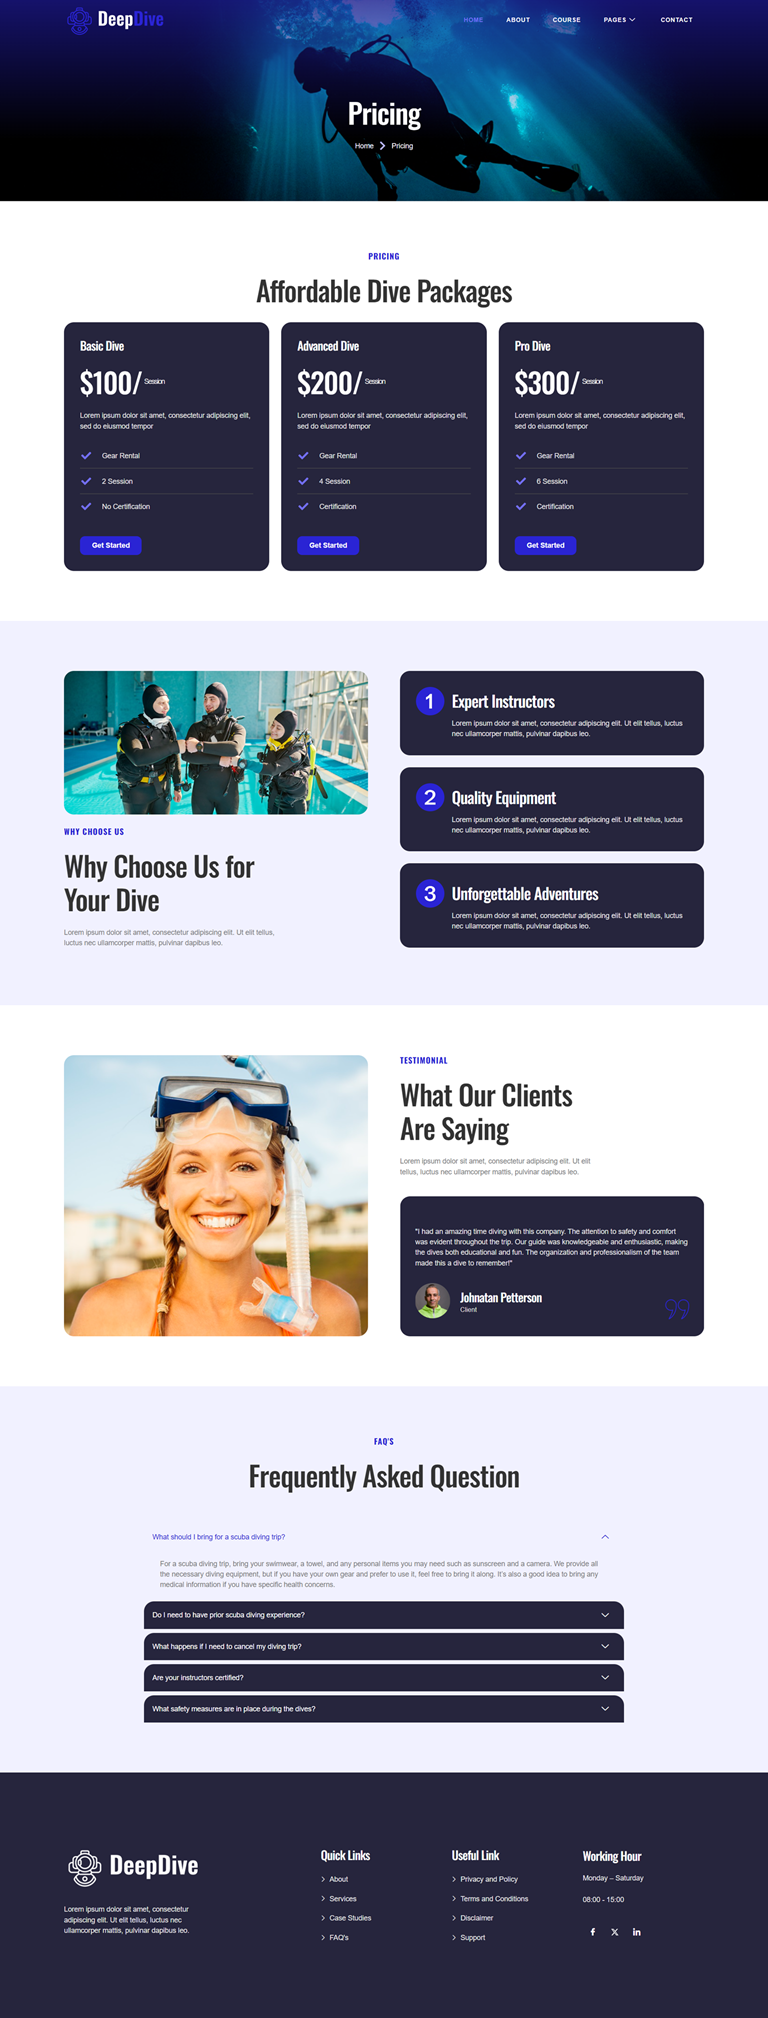 DeepDive
HOME
ABOUT
COURSE
PAGES
CONTACT
Pricing
Home
Pricing
PRICING
Affordable Dive Packages
Basic Dive
$100/ Session
Lorem ipsum dolor sit amet, consectetur adipiscing elit,
sed do eiusmod tempor
Gear Rental
2 Session
No Certification
Get Started
Advanced Dive
$200/ Session
Lorem ipsum dolor sit amet, consectetur adipiscing elit,
sed do eiusmod tempor
Gear Rental
4 Session
Certification
Get Started
Pro Dive
$300/ Session
Lorem ipsum dolor sit amet, consectetur adipiscing elit,
sed do eiusmod tempor
Gear Rental
6 Session
Certification
Get Started
WHY CHOOSE US
Why Choose Us for
Your Dive
Lorem ipsum dolor sit amet, consectetur adipiscing elit. Ut elit tellus,
luctus nec ullamcorper mattis, pulvinar dapibus leo.
1 Expert Instructors
Lorem ipsum dolor sit amet, consectetur adipiscing elit. Ut elit tellus, luctus
nec ullamcorper mattis, pulvinar dapibus leo.
2 Quality Equipment
Lorem ipsum dolor sit amet, consectetur adipiscing elit. Ut elit tellus, luctus
nec ullamcorper mattis, pulvinar dapibus leo.
3 Unforgettable Adventures
Lorem ipsum dolor sit amet, consectetur adipiscing elit. Ut elit tellus, luctus
nec ullamcorper mattis, pulvinar dapibus leo.
TESTIMONIAL
What Our Clients
Are Saying
Lorem ipsum dolor sit amet, consectetur adipiscing elit. Ut elit
tellus, luctus nec ullamcorper mattis, pulvinar dapibus leo.
"I had an amazing time diving with this company. The attention to safety and comfort
was evident throughout the trip. Our guide was knowledgeable and enthusiastic, making
the dives both educational and fun. The organization and professionalism of the team
made this a dive to remember!"
Johnatan Petterson
Client
FAQ'S
Frequently Asked Question
What should I bring for a scuba diving trip?
For a scuba diving trip, bring your swimwear, a towel, and any personal items you may need such as sunscreen and a camera. We provide all
the necessary diving equipment, but if you have your own gear and prefer to use it, feel free to bring it along. It's also a good idea to bring any
medical information if you have specific health concerns.
Do I need to have prior scuba diving experience?
What happens if I need to cancel my diving trip?
Are your instructors certified?
What safety measures are in place during the dives?
DeepDive
Lorem ipsum dolor sit amet, consectetur
adipiscing elit. Ut elit tellus, luctus nec
ullamcorper mattis, pulvinar dapibus leo.
Quick Links
About
Services
Case Studies
FAQ's
Useful Link
Privacy and Policy
Terms and Conditions
Disclaimer
Support
Working Hour
Monday – Saturday
08:00 - 15:00